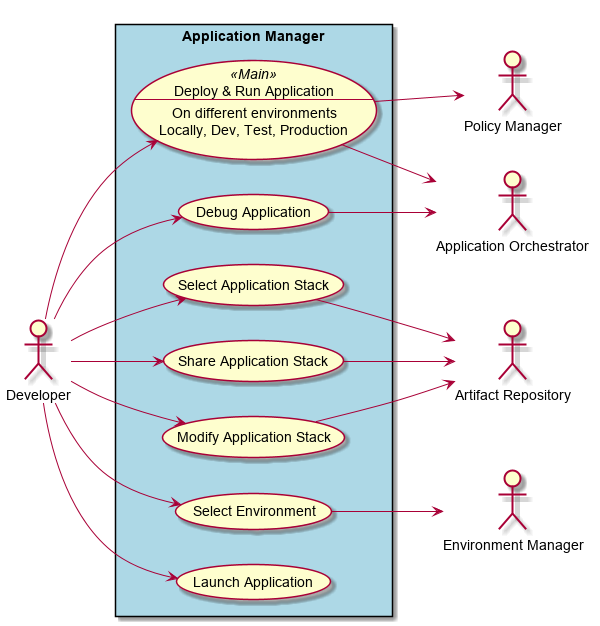 Application Manager
«Main»
Deploy & Run Application
On different environments
Locally, Dev, Test, Production
Policy Manager
Debug Application
Application Orchestrator
Select Application Stack
Share Application Stack
Developer
Artifact Repository
Modify Application Stack
Select Environment
Environment Manager
Launch Application